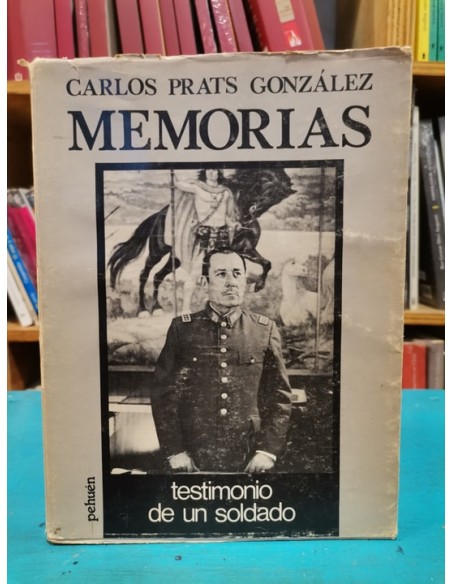 CARLOS PRATS GONZÁLEZ
MEMORIAS
testimonio
de un soldado
pehuén